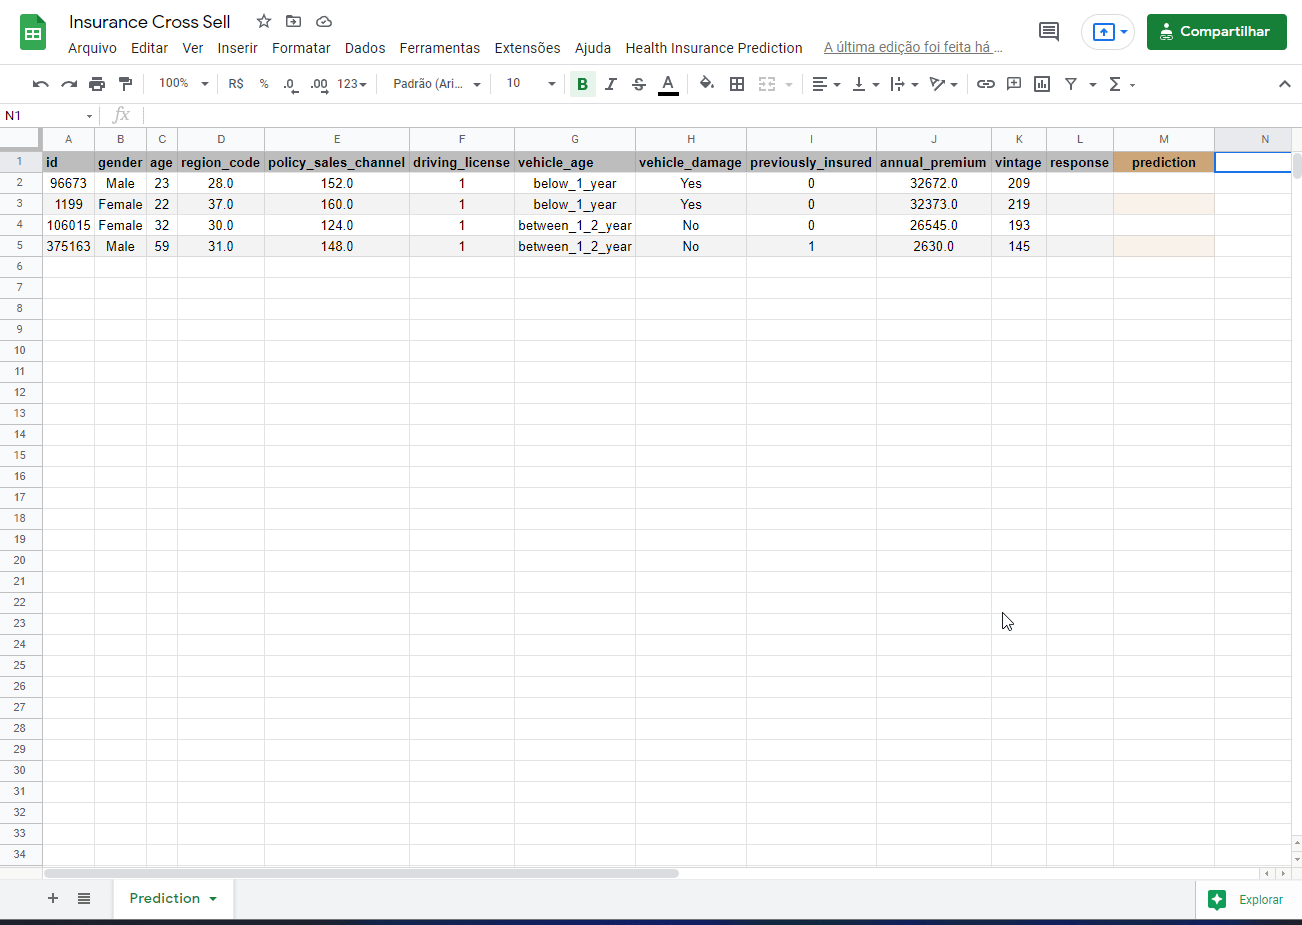 Insurance Cross Sell
Arquivo Editar Ver Inserir Formatar Dados Ferramentas Extensões Ajuda Health Insurance Prediction A última edição foi feita há ...
Compartilhar
100% R$ % .0 .00 123 Padrão (Ari... 10 B I S A
N1 fx
A B C D E F G H I J K L M N
1 id gender age region_code policy_sales_channel driving_license vehicle_age vehicle_damage previously_insured annual_premium vintage response prediction
2 96673 Male 23 28.0 152.0 1 below_1_year Yes 0 32672.0 209
3 1199 Female 22 37.0 160.0 1 below_1_year Yes 0 32373.0 219
4 106015 Female 32 30.0 124.0 1 between_1_2_year No 0 26545.0 193
5 375163 Male 59 31.0 148.0 1 between_1_2_year No 1 2630.0 145
6
7
8
9
10
11
12
13
14
15
16
17
18
19
20
21
22
23
24
25
26
27
28
29
30
31
32
33
34
Prediction
Explorar